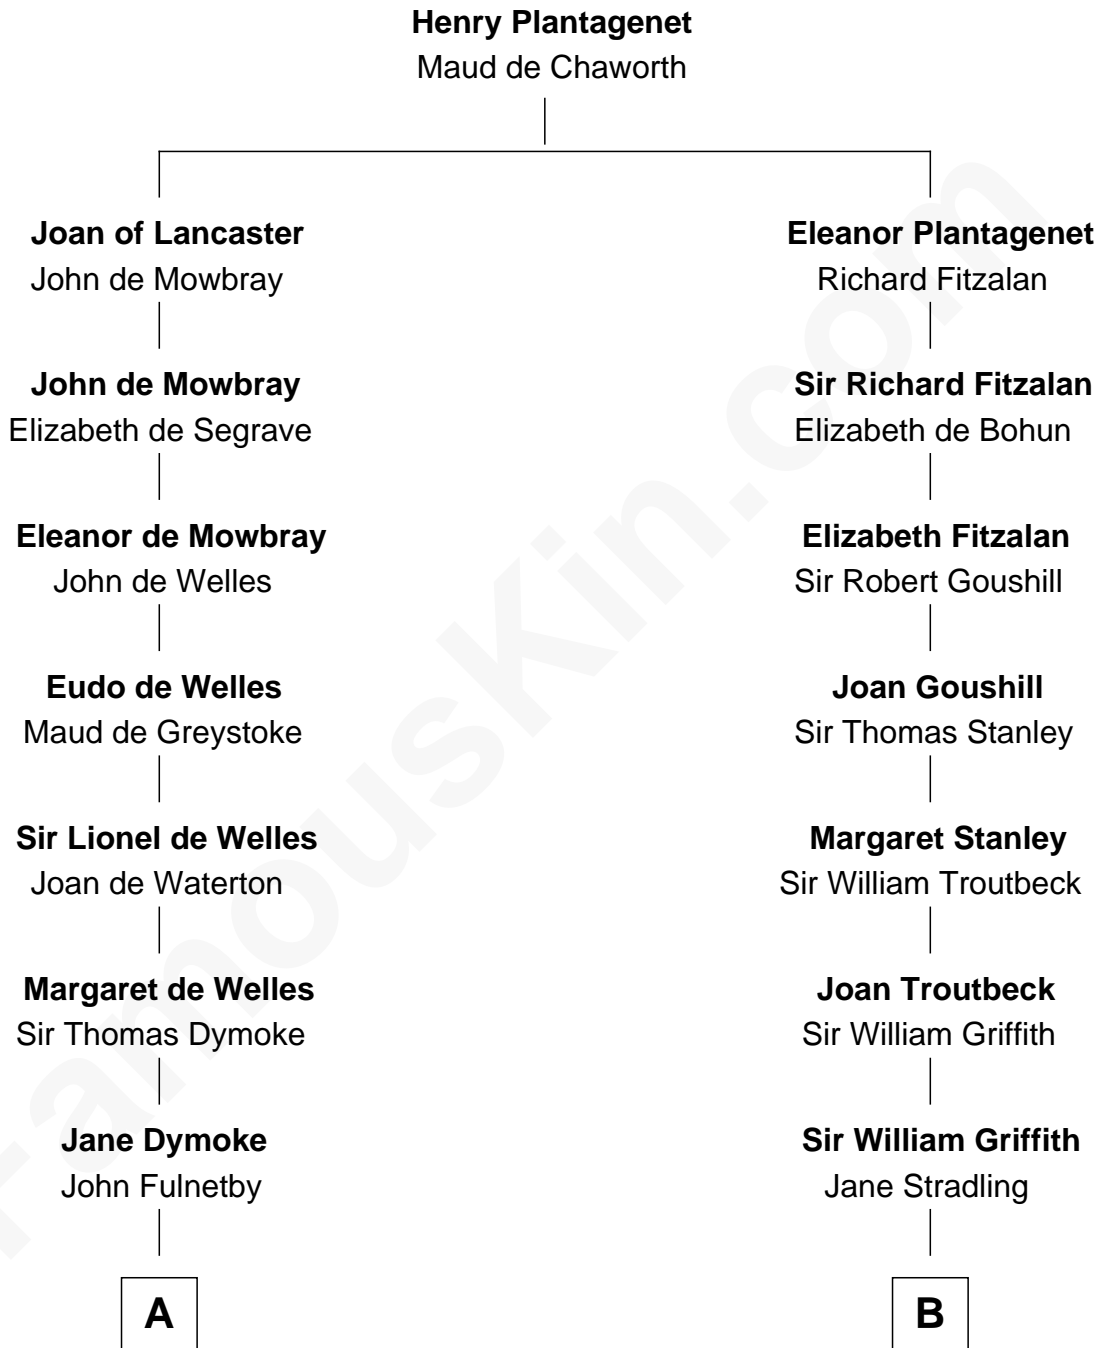 Henry Plantagenet
Maud de Chaworth
Joan of Lancaster
John de Mowbray
Eleanor Plantagenet
Richard Fitzalan
John de Mowbray
Elizabeth de Segrave
Sir Richard Fitzalan
Elizabeth de Bohun
Eleanor de Mowbray
John de Welles
Elizabeth Fitzalan
Sir Robert Goushill
Eudo de Welles
Maud de Greystoke
Joan Goushill
Sir Thomas Stanley
Sir Lionel de Welles
Joan de Waterton
Margaret Stanley
Sir William Troutbeck
Margaret de Welles
Sir Thomas Dymoke
Joan Troutbeck
Sir William Griffith
Jane Dymoke
John Fulnetby
Sir William Griffith
Jane Stradling
A
B
FamousKin.com